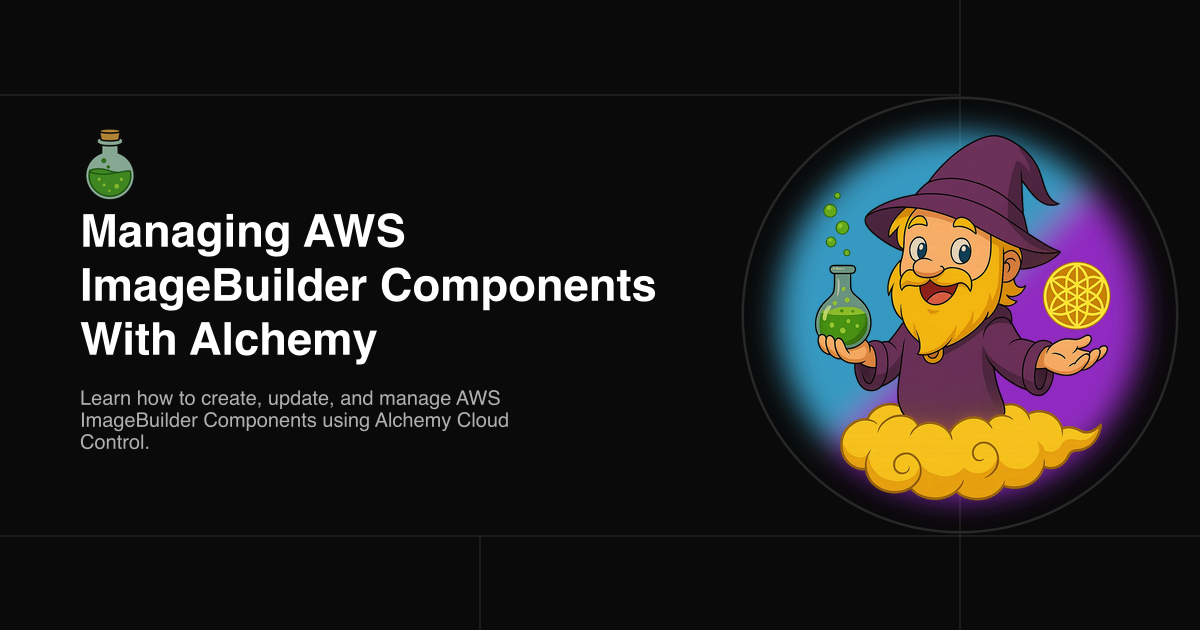 Managing AWS
ImageBuilder Components
With Alchemy
Learn how to create, update, and manage AWS
ImageBuilder Components using Alchemy Cloud
Control.